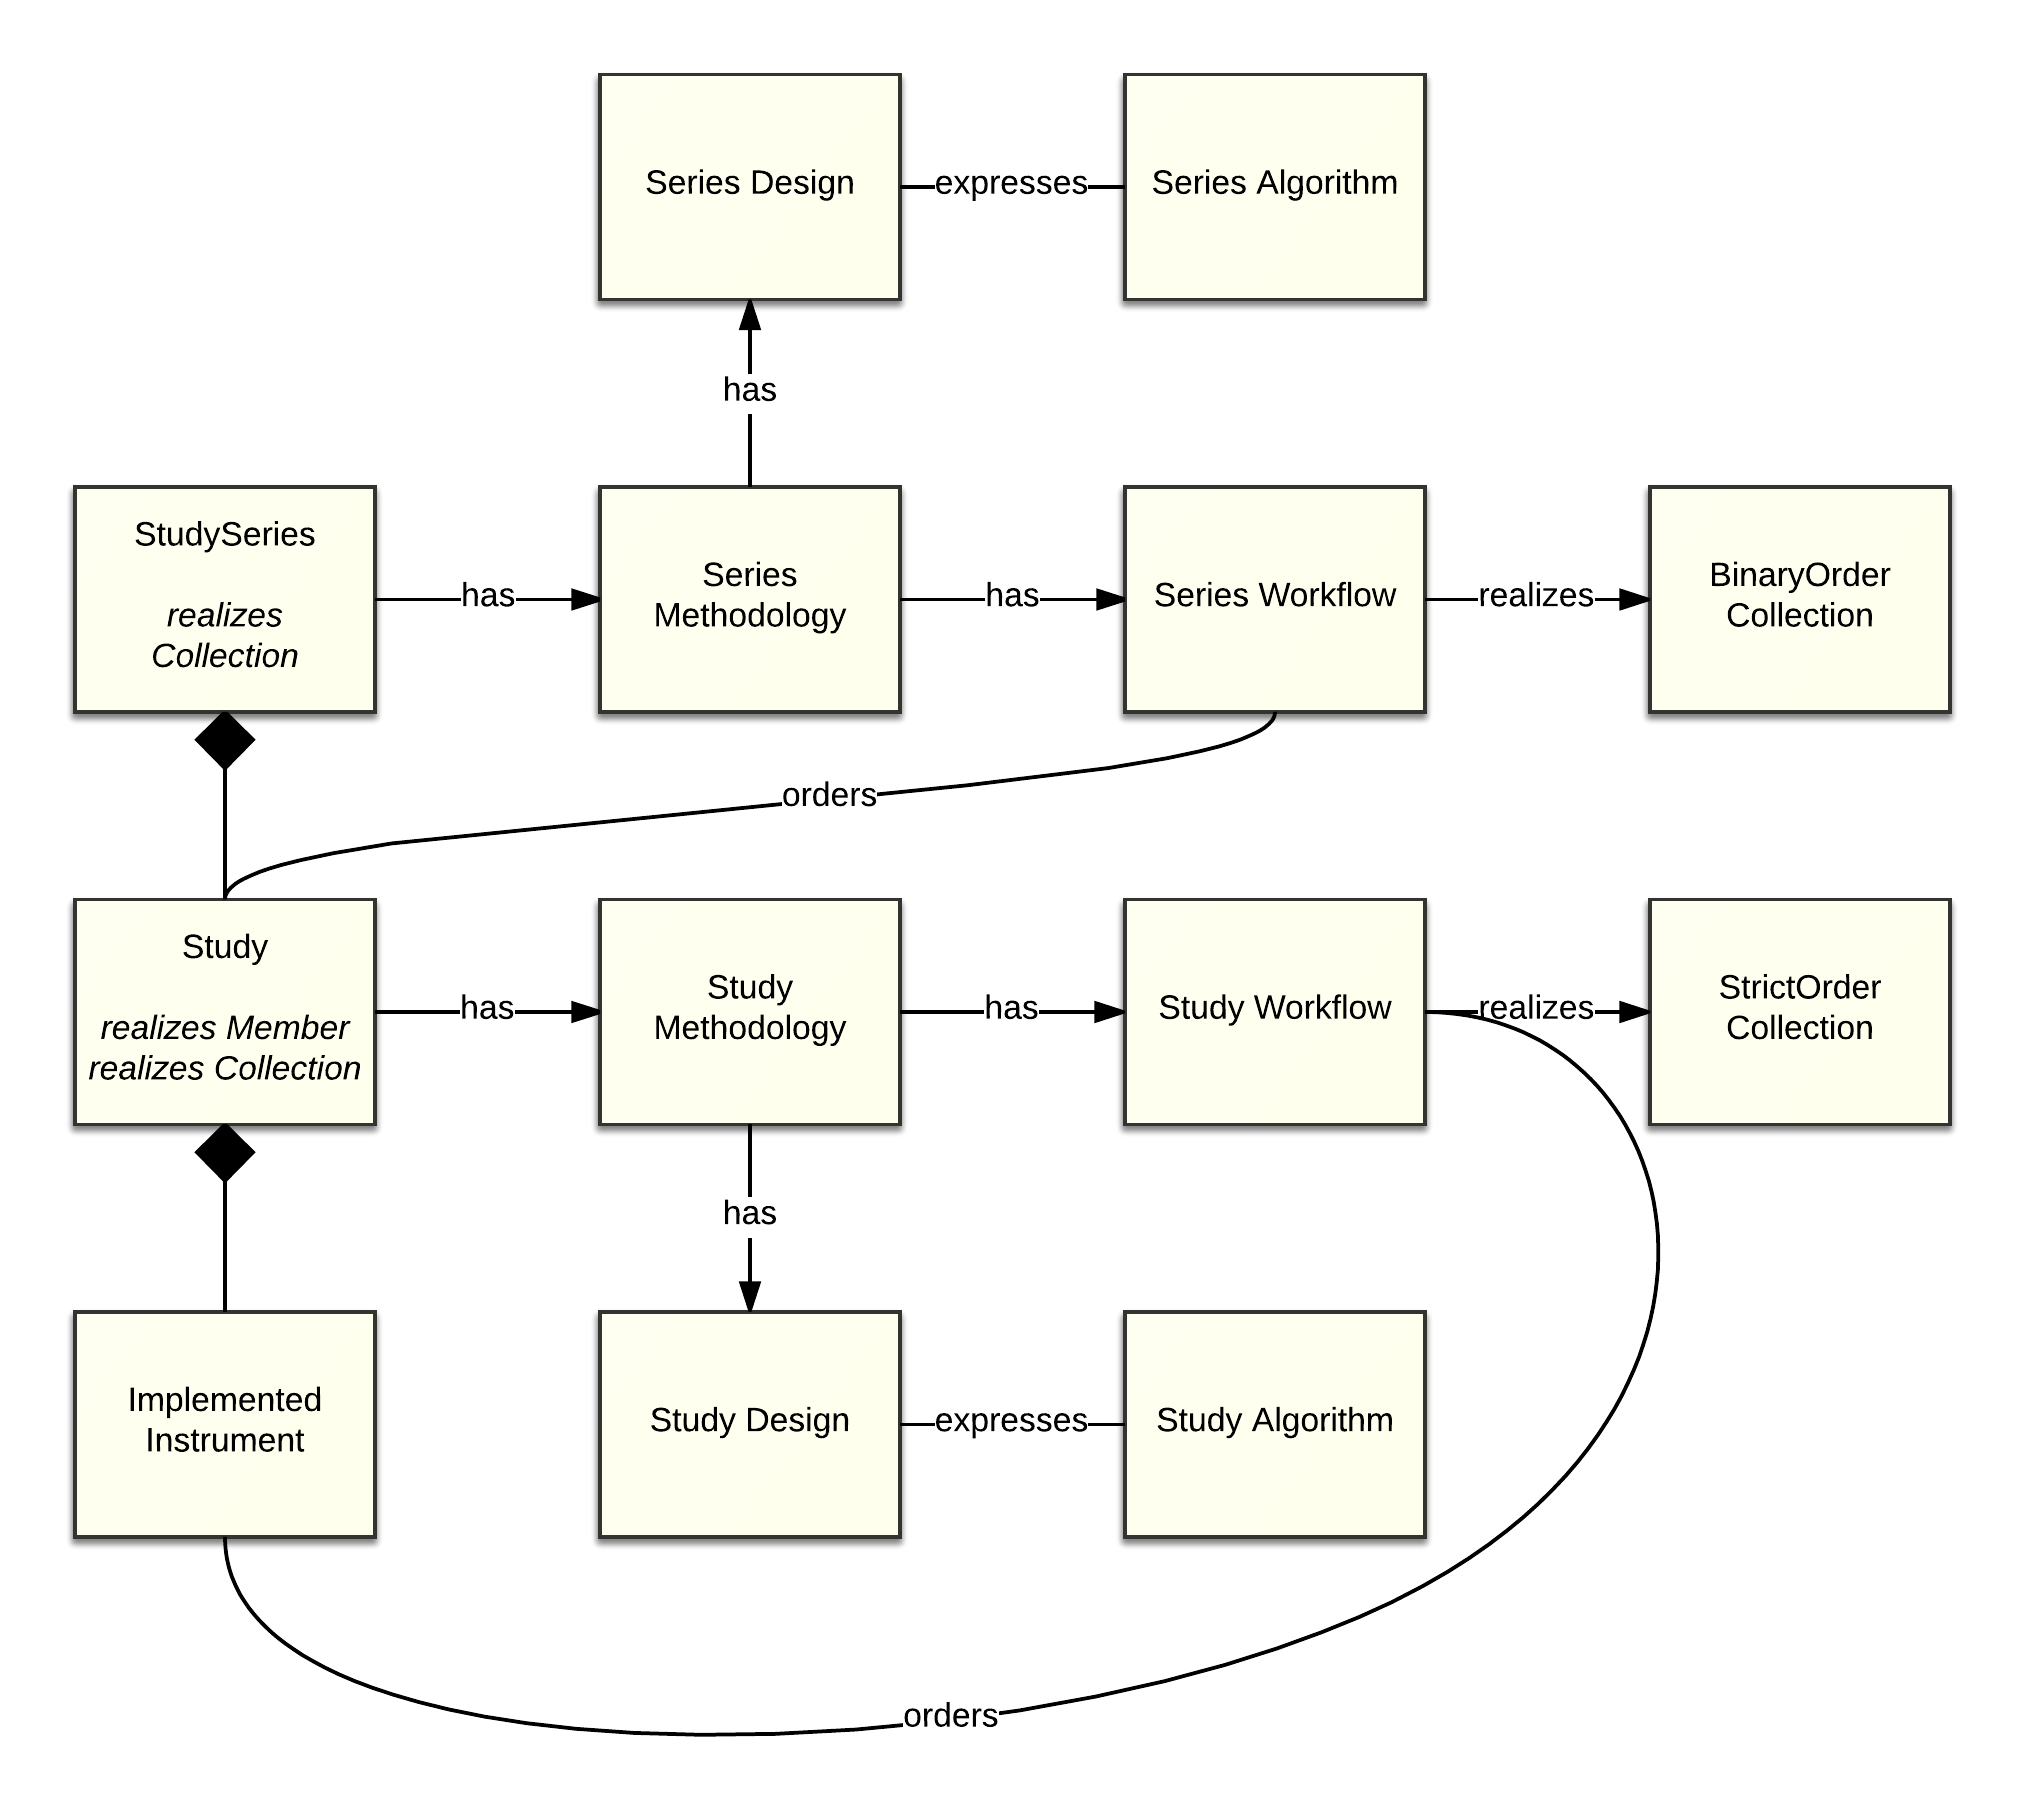 Series Design
expresses
Series Algorithm
has
StudySeries
realizes
Collection
has
Series
Methodology
has
Series Workflow
realizes
BinaryOrder
Collection
orders
Study
realizes Member
realizes Collection
has
Study
Methodology
has
Study Workflow
realizes
StrictOrder
Collection
has
Implemented
Instrument
Study Design
expresses
Study Algorithm
orders